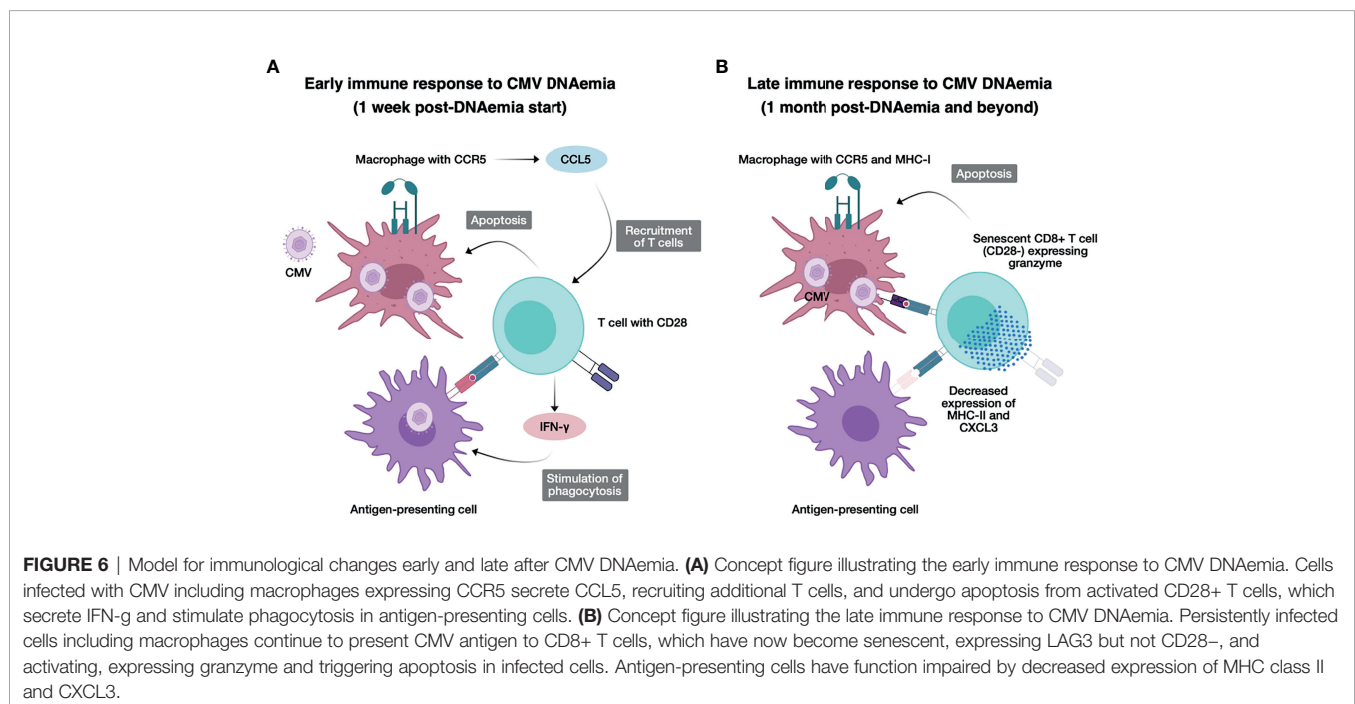 A
Early immune response to CMV DNAemia
(1 week post-DNAemia start)
Macrophage with CCR5
CCL5
Apoptosis
Recruitment
of T cells
CMV
T cell with CD28
IFN-γ
Stimulation of
phagocytosis
Antigen-presenting cell
B
Late immune response to CMV DNAemia
(1 month post-DNAemia and beyond)
Macrophage with CCR5 and MHC-I
Apoptosis
Senescent CD8+ T cell
(CD28-) expressing
granzyme
CMV
Decreased
expression of
MHC-II and
CXCL3
Antigen-presenting cell
FIGURE 6 | Model for immunological changes early and late after CMV DNAemia. (A) Concept figure illustrating the early immune response to CMV DNAemia. Cells
infected with CMV including macrophages expressing CCR5 secrete CCL5, recruiting additional T cells, and undergo apoptosis from activated CD28+ T cells, which
secrete IFN-g and stimulate phagocytosis in antigen-presenting cells. (B) Concept figure illustrating the late immune response to CMV DNAemia. Persistently infected
cells including macrophages continue to present CMV antigen to CD8+ T cells, which have now become senescent, expressing LAG3 but not CD28–, and
activating, expressing granzyme and triggering apoptosis in infected cells. Antigen-presenting cells have function impaired by decreased expression of MHC class II
and CXCL3.